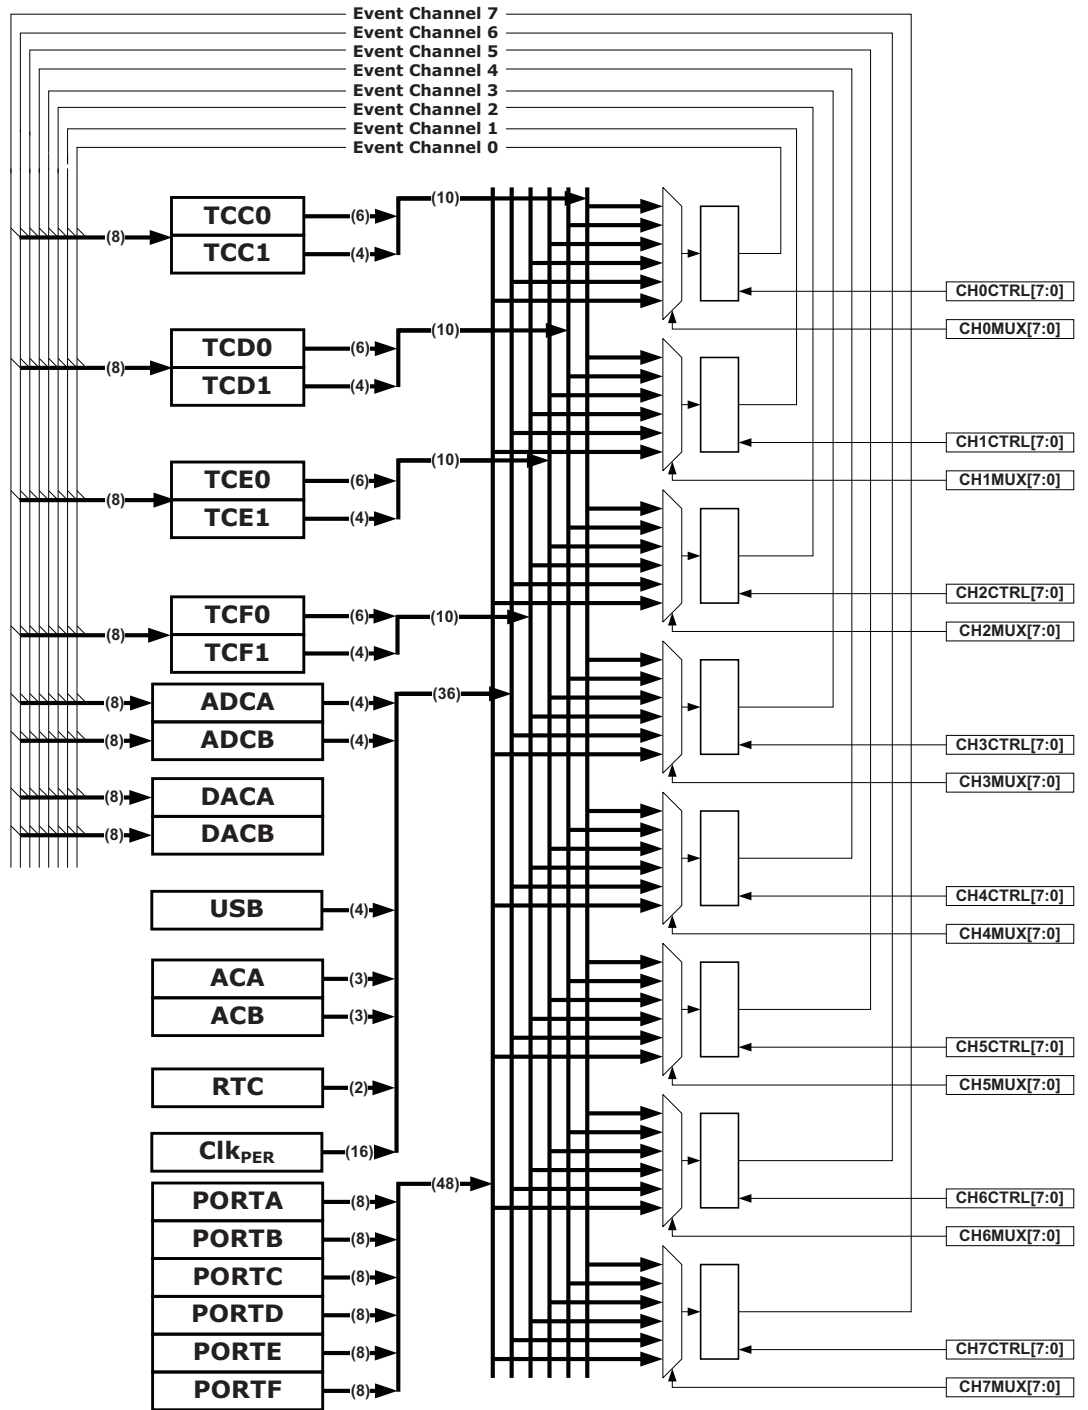 Event Channel 7
Event Channel 6
Event Channel 5
Event Channel 4
Event Channel 3
Event Channel 2
Event Channel 1
Event Channel 0
(10)
TCC0 (6)
(8)
TCC1 (4)
CH0CTRL[7:0]
CH0MUX[7:0]
(10)
TCD0 (6)
(8)
TCD1 (4)
CH1CTRL[7:0]
(10)
TCE0 (6)
CH1MUX[7:0]
(8)
TCE1 (4)
CH2CTRL[7:0]
TCF0 (6) (10)
CH2MUX[7:0]
(8)
TCF1 (4)
(36)
(8) ADCA (4)
(8) ADCB (4)
CH3CTRL[7:0]
CH3MUX[7:0]
(8) DACA
(8) DACB
CH4CTRL[7:0]
USB (4)
CH4MUX[7:0]
ACA (3)
ACB (3)
CH5CTRL[7:0]
RTC (2)
CH5MUX[7:0]
ClkPER (16)
(48)
PORTA (8)
CH6CTRL[7:0]
PORTB (8)
CH6MUX[7:0]
PORTC (8)
PORTD (8)
PORTE (8)
CH7CTRL[7:0]
PORTF (8)
CH7MUX[7:0]